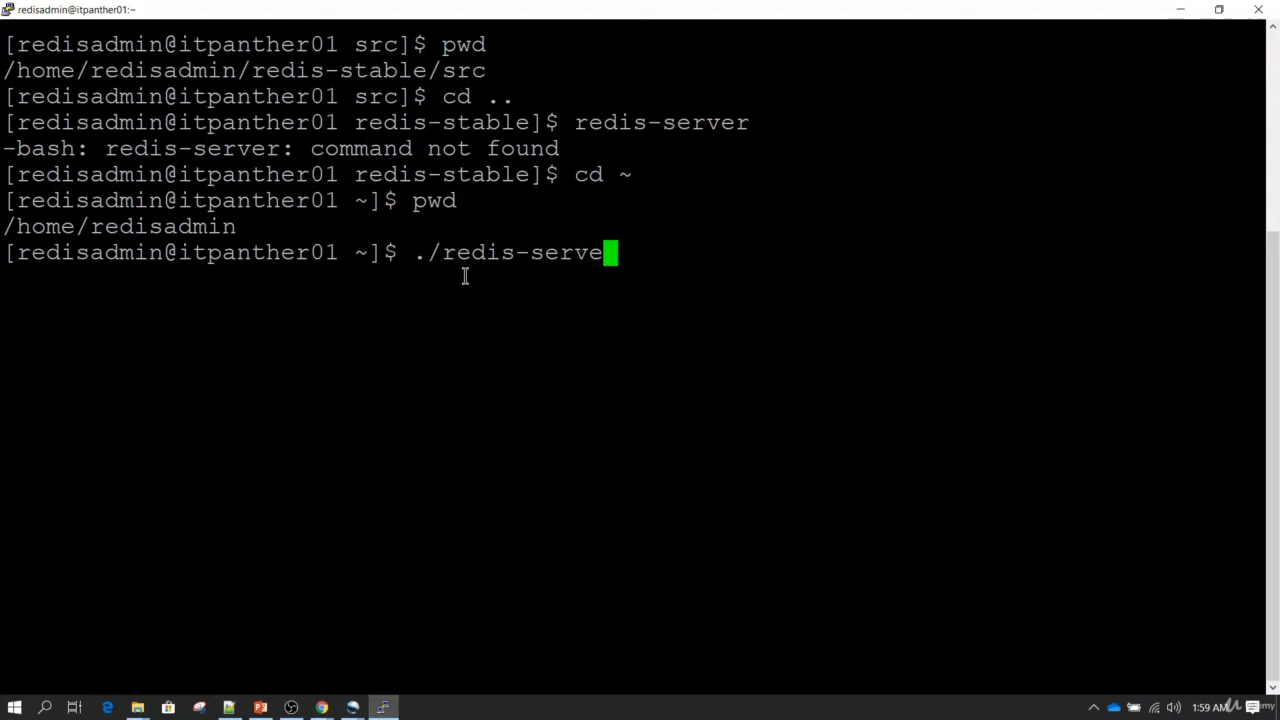 redisadmin@itpanther01:~
[redisadmin@itpanther01 src]$ pwd
/home/redisadmin/redis-stable/src
[redisadmin@itpanther01 src]$ cd ..
[redisadmin@itpanther01 redis-stable]$ redis-server
-bash: redis-server: command not found
[redisadmin@itpanther01 redis-stable]$ cd ~
[redisadmin@itpanther01 ~]$ pwd
/home/redisadmin
[redisadmin@itpanther01 ~]$ ./redis-serve
1:59 AM